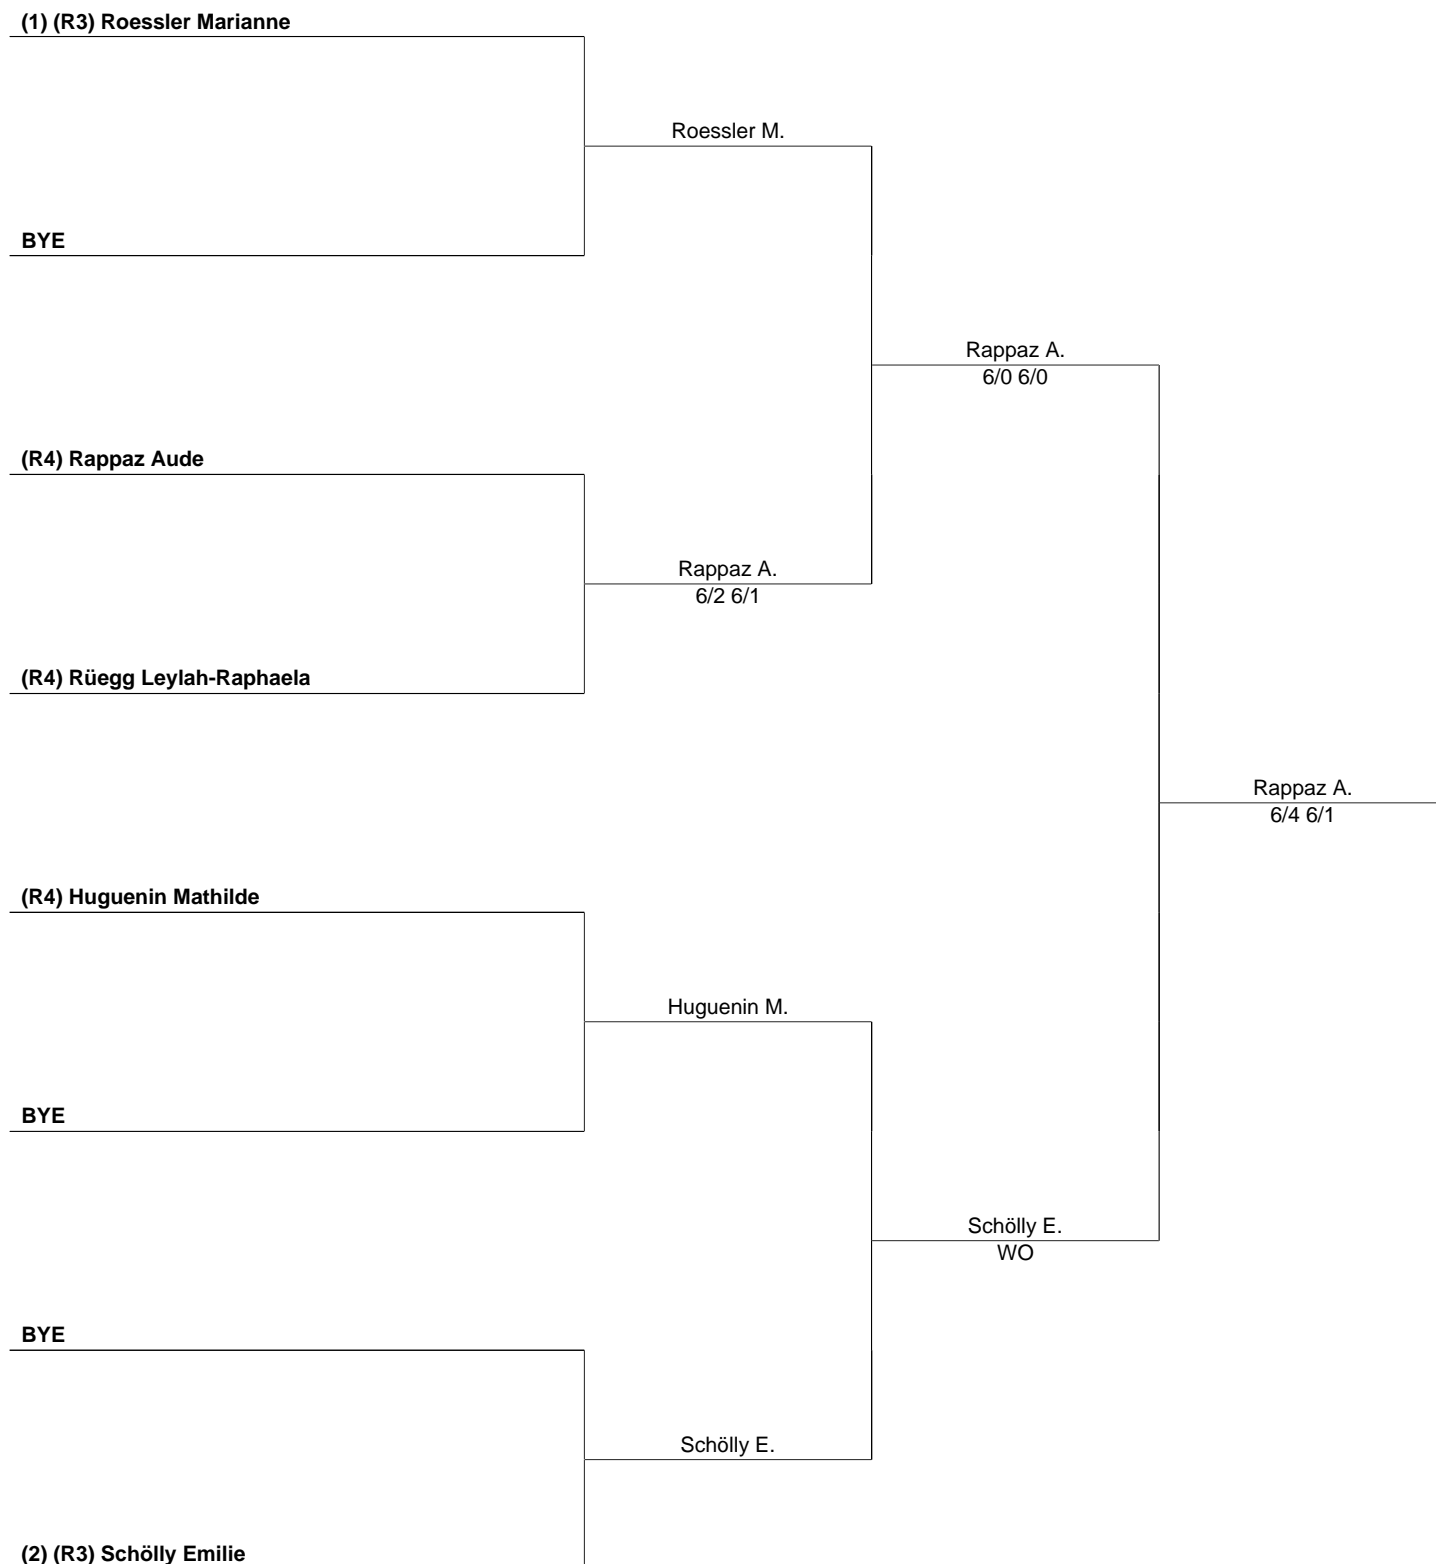 (1) (R3) Roessler Marianne
Roessler M.
BYE
Rappaz A.
6/0 6/0
(R4) Rappaz Aude
Rappaz A.
6/2 6/1
(R4) Rüegg Leylah-Raphaela
Rappaz A.
6/4 6/1
(R4) Huguenin Mathilde
Huguenin M.
BYE
Schölly E.
WO
BYE
Schölly E.
(2) (R3) Schölly Emilie